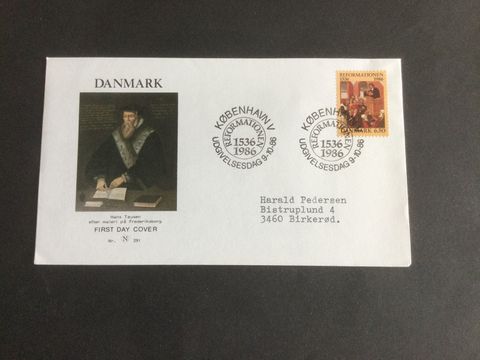 DANMARK
Hans Tausen
efter maleri på Frederiksborg.
FIRST DAY COVER
Nr. N 291
KØBENHAVN V
REFORMATIONEN
1536
1986
UDGIVELSESDAG 9-10-86
KØBENHAVN V
REFORMATIONEN
1536
1986
UDGIVELSESDAG 9-10-86
REFORMATIONEN
1536 1986
DANMARK 6.50
Harald Pedersen
Bistruplund 4
3460 Birkerød.